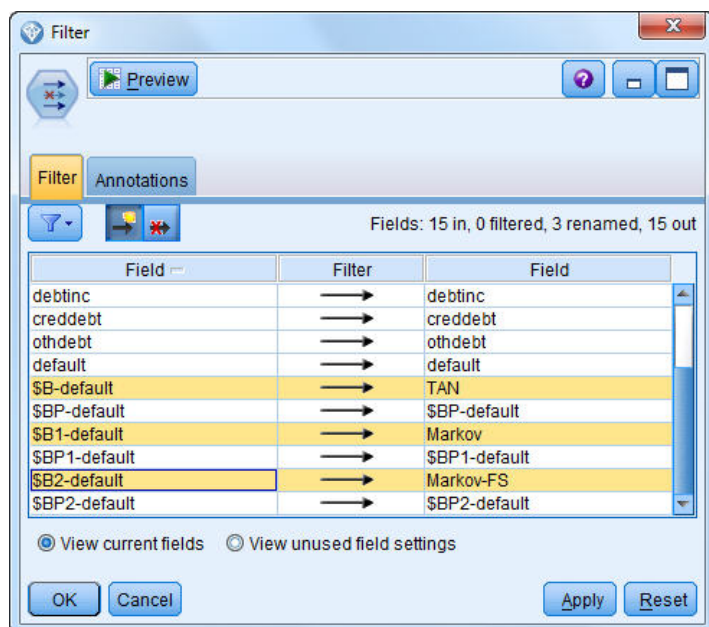 Filter
Preview
Filter Annotations
Fields: 15 in, 0 filtered, 3 renamed, 15 out
Field Filter Field
debtinc debtinc
creddebt creddebt
othdebt othdebt
default default
$B-default TAN
$BP-default $BP-default
$B1-default Markov
$BP1-default $BP1-default
$B2-default Markov-FS
$BP2-default $BP2-default
View current fields View unused field settings
OK Cancel Apply Reset